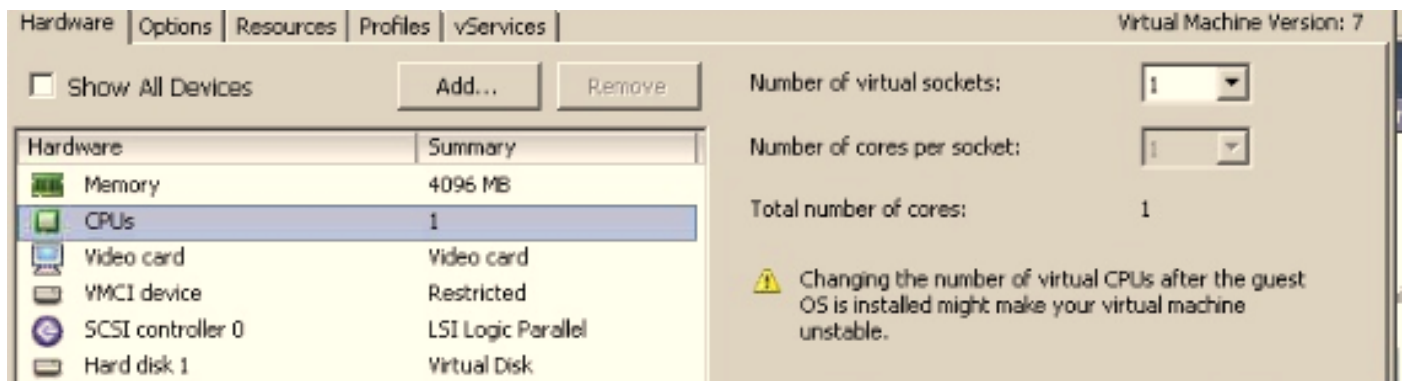 Hardware Options Resources Profiles vServices Virtual Machine Version: 7
Show All Devices Add... Remove
Hardware Summary
Memory 4096 MB
CPUs 1
Video card Video card
VMCI device Restricted
SCSI controller 0 LSI Logic Parallel
Hard disk 1 Virtual Disk
Number of virtual sockets: 1
Number of cores per socket: 1
Total number of cores: 1
Changing the number of virtual CPUs after the guest
OS is installed might make your virtual machine
unstable.